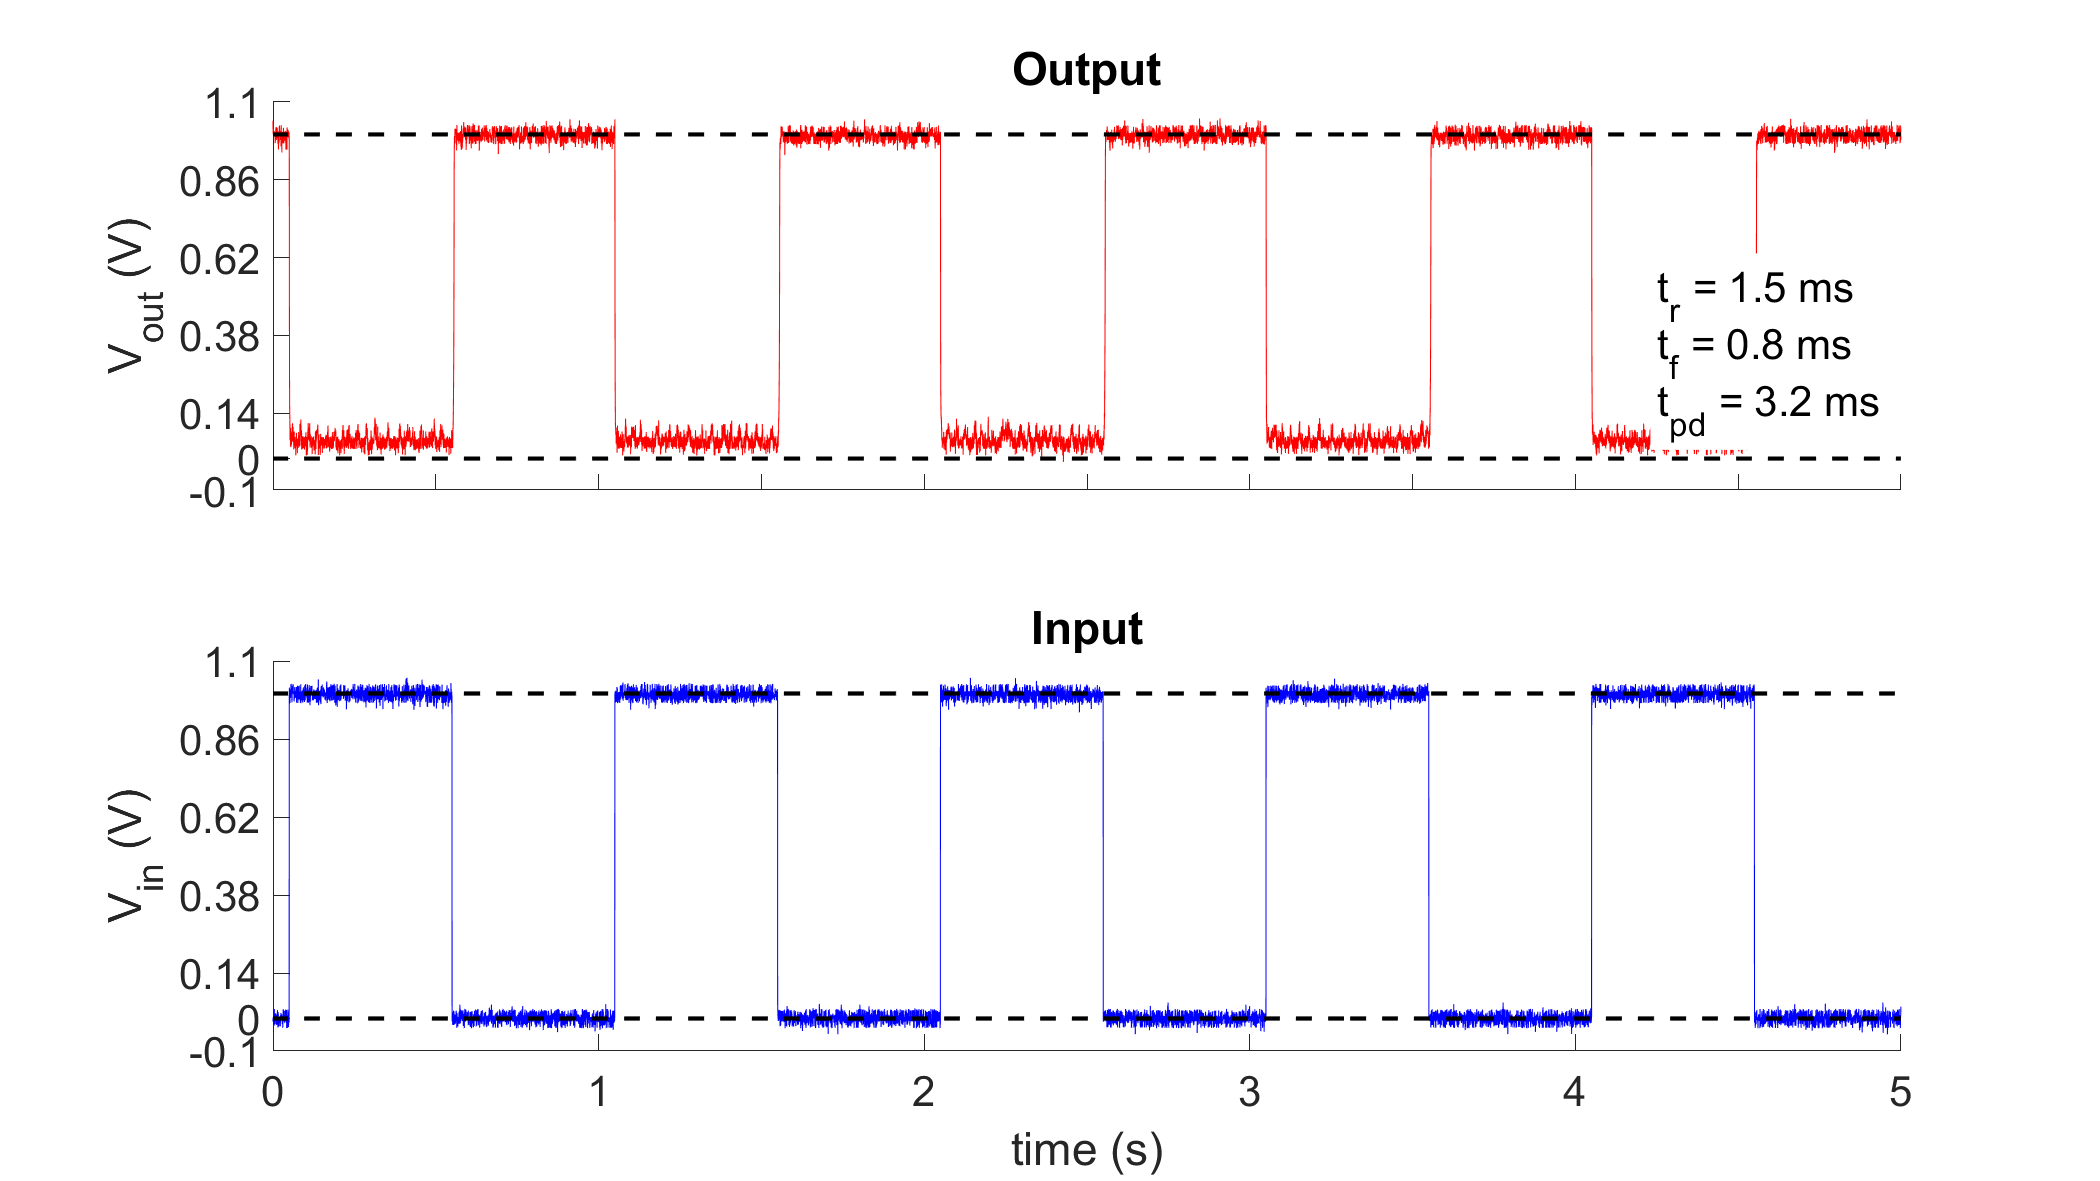 Output
1.1
0.86
0.62
0.38
0.14
0
-0.1
V_out (V)
t_r = 1.5 ms
t_f = 0.8 ms
t_pd = 3.2 ms
Input
1.1
0.86
0.62
0.38
0.14
0
-0.1
V_in (V)
0 1 2 3 4 5
time (s)